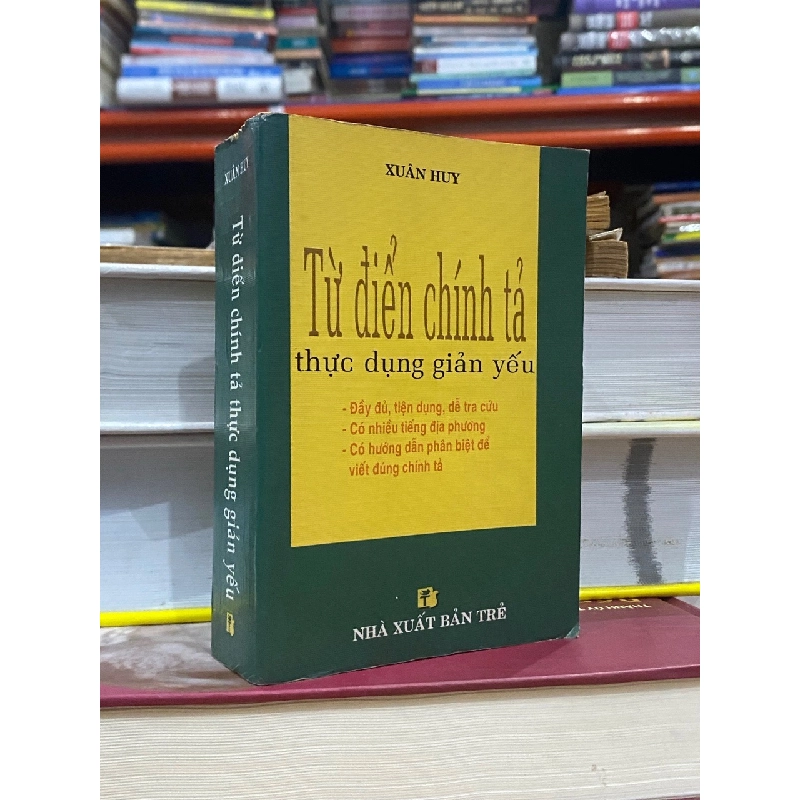 XUÂN HUY
Từ điển chính tả
thực dụng giản yếu
- Đầy đủ, tiện dụng, dễ tra cứu
- Có nhiều tiếng địa phương
- Có hướng dẫn phân biệt để
viết đúng chính tả
NHÀ XUẤT BẢN TRẺ
XUÂN HUY
Từ điển chính tả thực dụng giản yếu